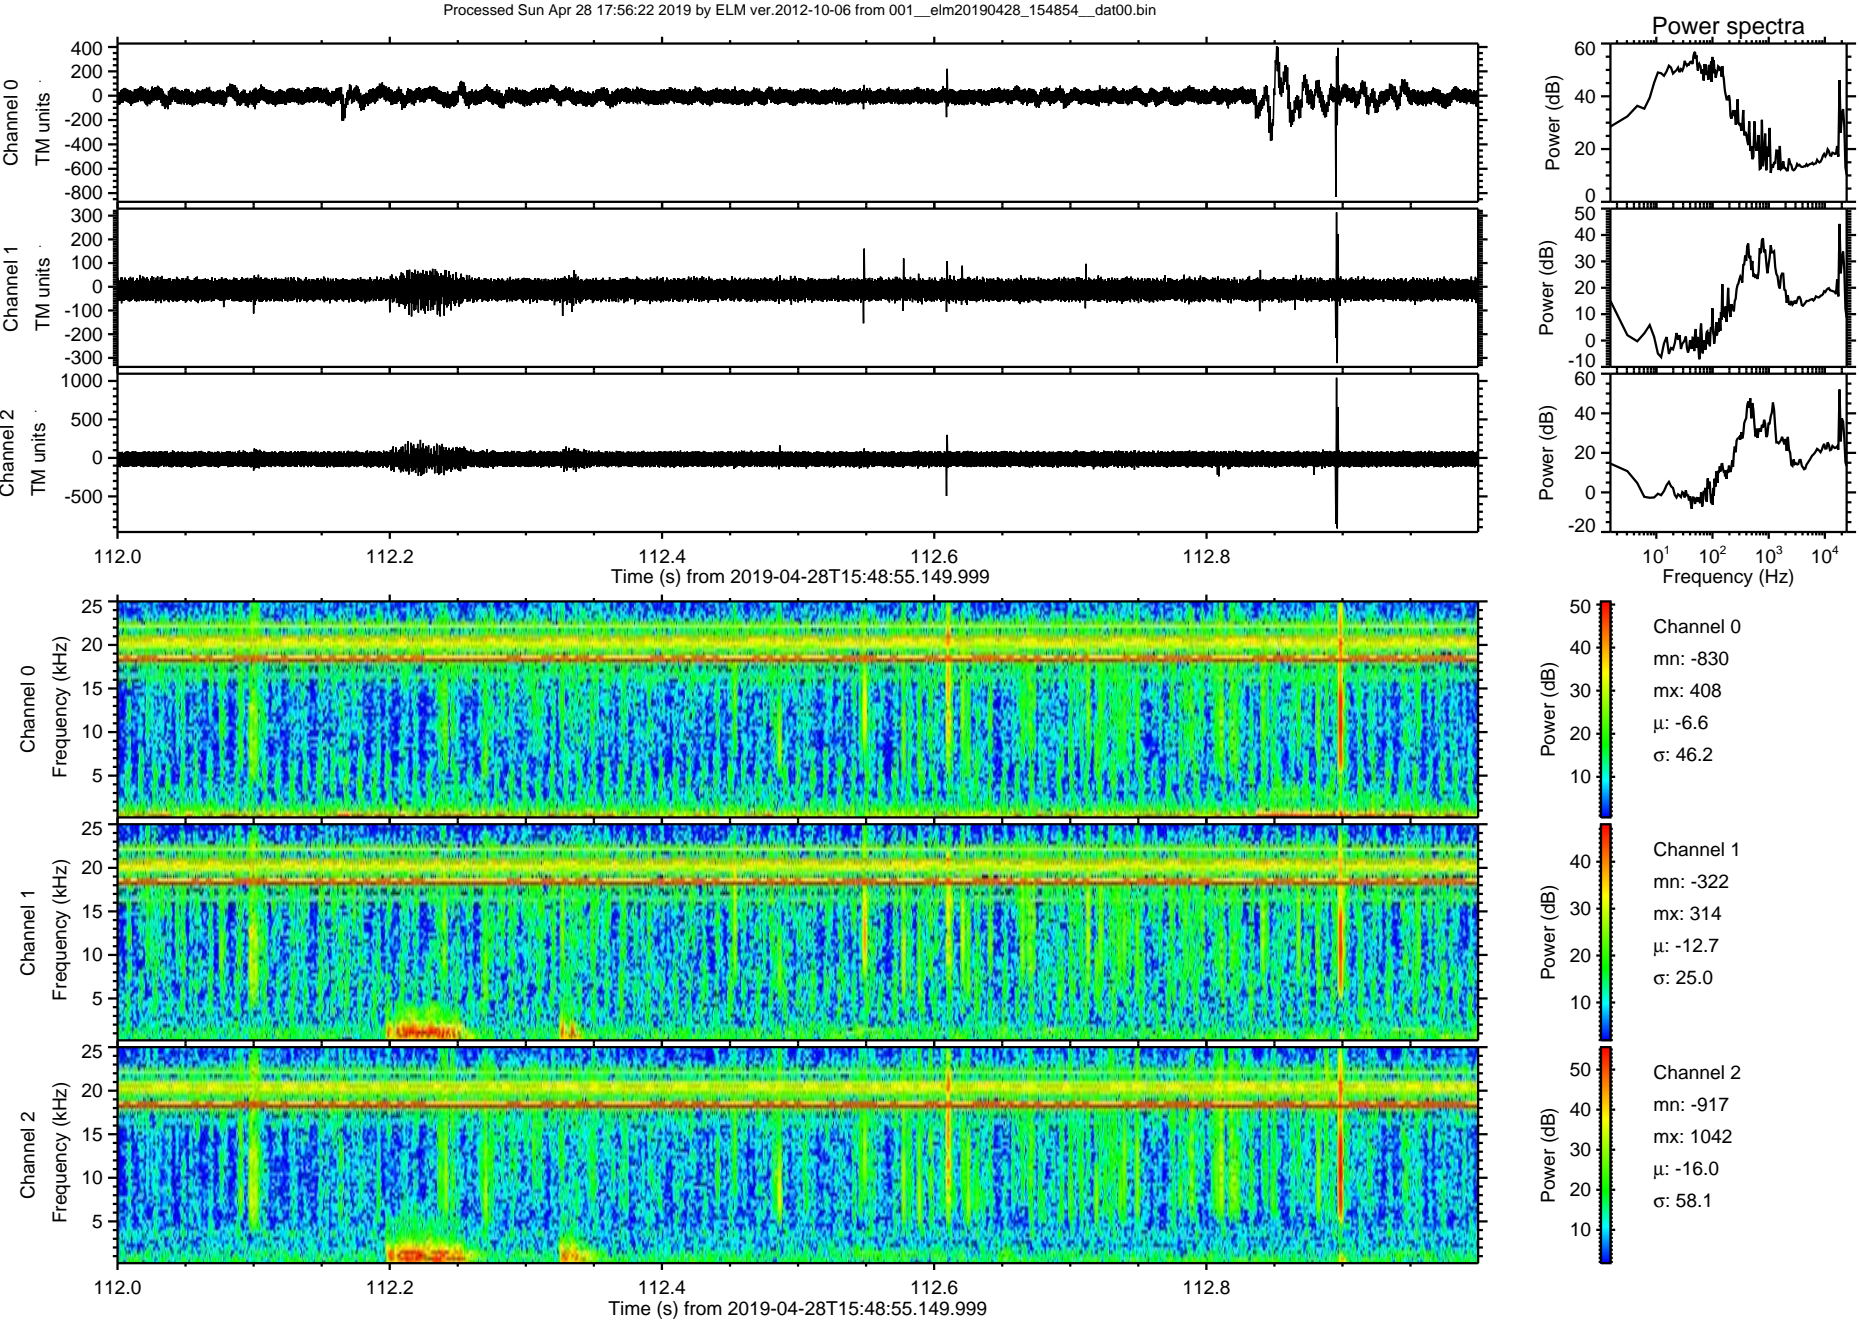 Processed Sun Apr 28 17:56:22 2019 by ELM ver.2012-10-06 from 001__elm20190428_154854__dat00.bin
Power spectra
Channel 0
TM units
400
200
0
-200
-400
-600
-800
Power (dB)
60
40
20
0
Channel 1
TM units
300
200
100
0
-100
-200
-300
Power (dB)
50
40
30
20
10
0
-10
Channel 2
TM units
1000
500
0
-500
Power (dB)
60
40
20
0
-20
112.0 112.2 112.4 112.6 112.8
Time (s) from 2019-04-28T15:48:55.149.999
10¹ 10² 10³ 10⁴
Frequency (Hz)
Channel 0
Frequency (kHz)
25
20
15
10
5
Power (dB)
50
40
30
20
10
Channel 0
mn: -830
mx: 408
μ: -6.6
σ: 46.2
Channel 1
Frequency (kHz)
25
20
15
10
5
Power (dB)
40
30
20
10
Channel 1
mn: -322
mx: 314
μ: -12.7
σ: 25.0
Channel 2
Frequency (kHz)
25
20
15
10
5
Power (dB)
50
40
30
20
10
Channel 2
mn: -917
mx: 1042
μ: -16.0
σ: 58.1
112.0 112.2 112.4 112.6 112.8
Time (s) from 2019-04-28T15:48:55.149.999